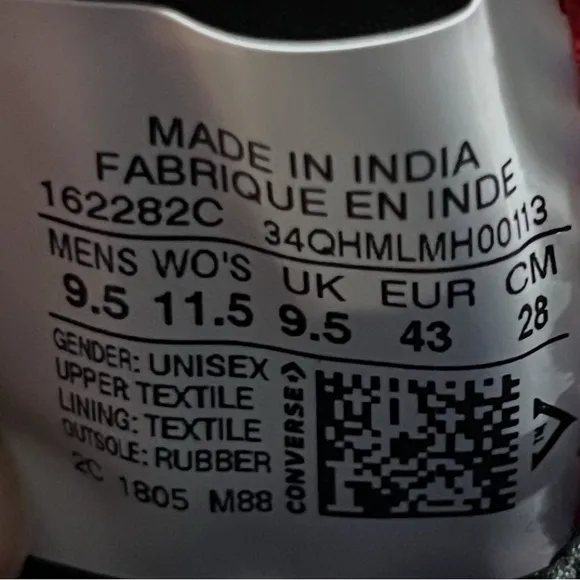 MADE IN INDIA
FABRIQUE EN INDE
162282C 34QHMLMH00113
MENS WO'S UK EUR CM
9.5 11.5 9.5 43 28
GENDER: UNISEX
UPPER TEXTILE
LINING: TEXTILE
OUTSOLE: RUBBER
2C 1805 M88
CONVERSE